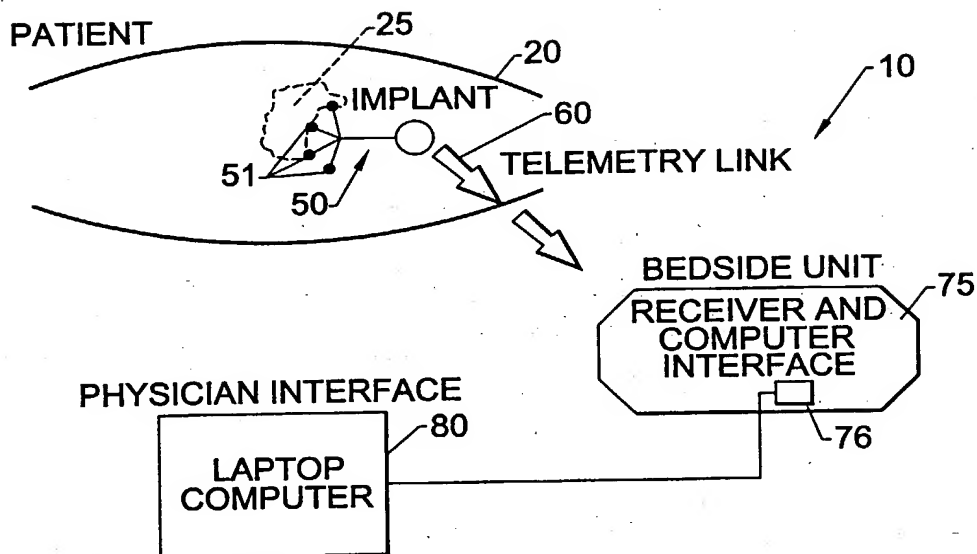 PATIENT
25
20
10
IMPLANT
60
TELEMETRY LINK
51
50
BEDSIDE UNIT
75
RECEIVER AND
COMPUTER
INTERFACE
76
PHYSICIAN INTERFACE
80
LAPTOP
COMPUTER